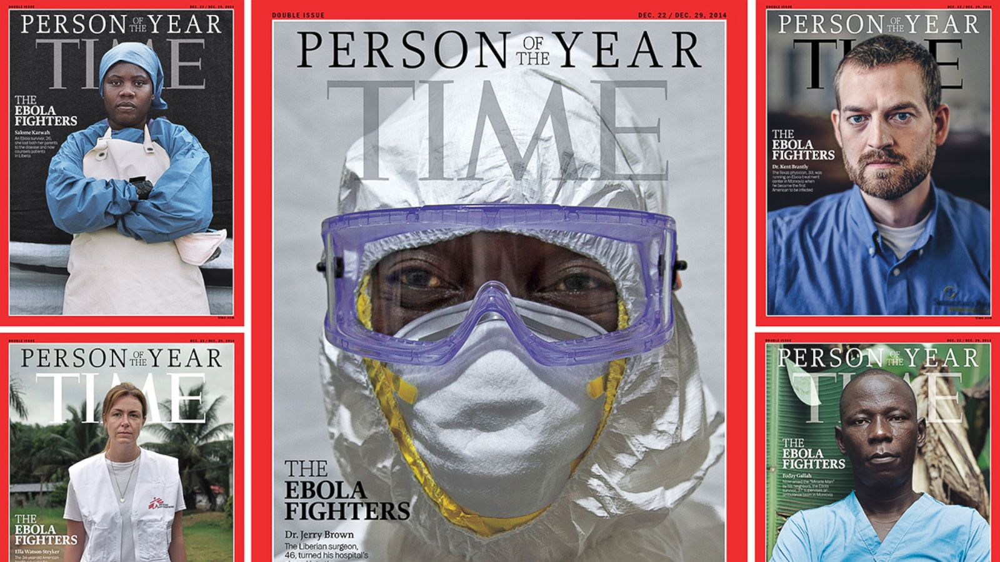 DOUBLE ISSUE
DEC. 22 / DEC. 29, 2014
PERSON OF THE YEAR
TIME
THE
EBOLA
FIGHTERS
Salome Karwah
An Ebola survivor, 26,
she lost both her parents
to the disease and now
counsels patients
in Liberia
time.com
DOUBLE ISSUE
DEC. 22 / DEC. 29, 2014
PERSON OF THE YEAR
TIME
THE
EBOLA
FIGHTERS
Ella Watson-Stryker
The 34-year-old American
DOUBLE ISSUE
DEC. 22 / DEC. 29, 2014
PERSON OF THE YEAR
TIME
THE
EBOLA
FIGHTERS
Dr. Jerry Brown
The Liberian surgeon,
46, turned his hospital's
DOUBLE ISSUE
DEC. 22 / DEC. 29, 2014
PERSON OF THE YEAR
TIME
THE
EBOLA
FIGHTERS
Dr. Kent Brantly
The Texas physician, 33, was
running an Ebola treatment
center in Monrovia when
he became the first
American to be infected
time.com
DOUBLE ISSUE
DEC. 22 / DEC. 29, 2014
PERSON OF THE YEAR
TIME
THE
EBOLA
FIGHTERS
Foday Gallah
Nicknamed the "Miracle Man"
by his neighbors, the Ebola
survivor, 37, supervises an
ambulance team in Monrovia